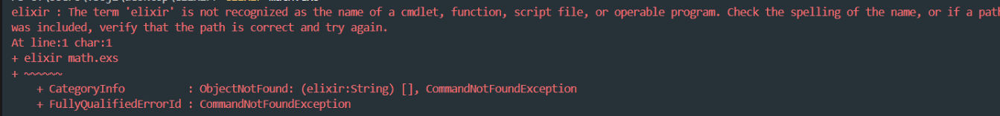 elixir : The term 'elixir' is not recognized as the name of a cmdlet, function, script file, or operable program. Check the spelling of the name, or if a path
was included, verify that the path is correct and try again.
At line:1 char:1
+ elixir math.exs
+ ~~~~~~
    + CategoryInfo          : ObjectNotFound: (elixir:String) [], CommandNotFoundException
    + FullyQualifiedErrorId : CommandNotFoundException